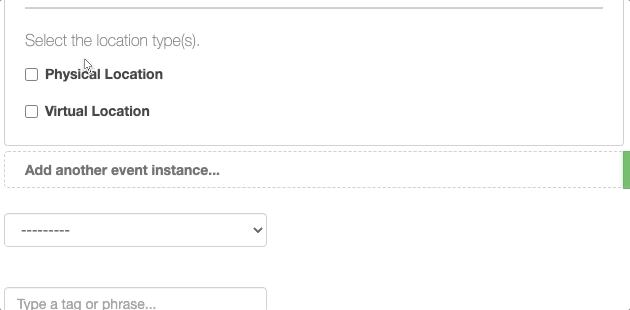 Select the location type(s).
Physical Location
Virtual Location
Add another event instance...
---------
Type a tag or phrase...